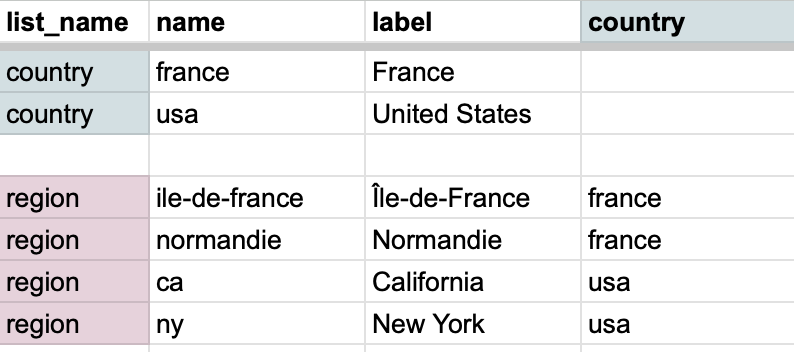 list_name name label country
country france France
country usa United States
region ile-de-france Île-de-France france
region normandie Normandie france
region ca California usa
region ny New York usa